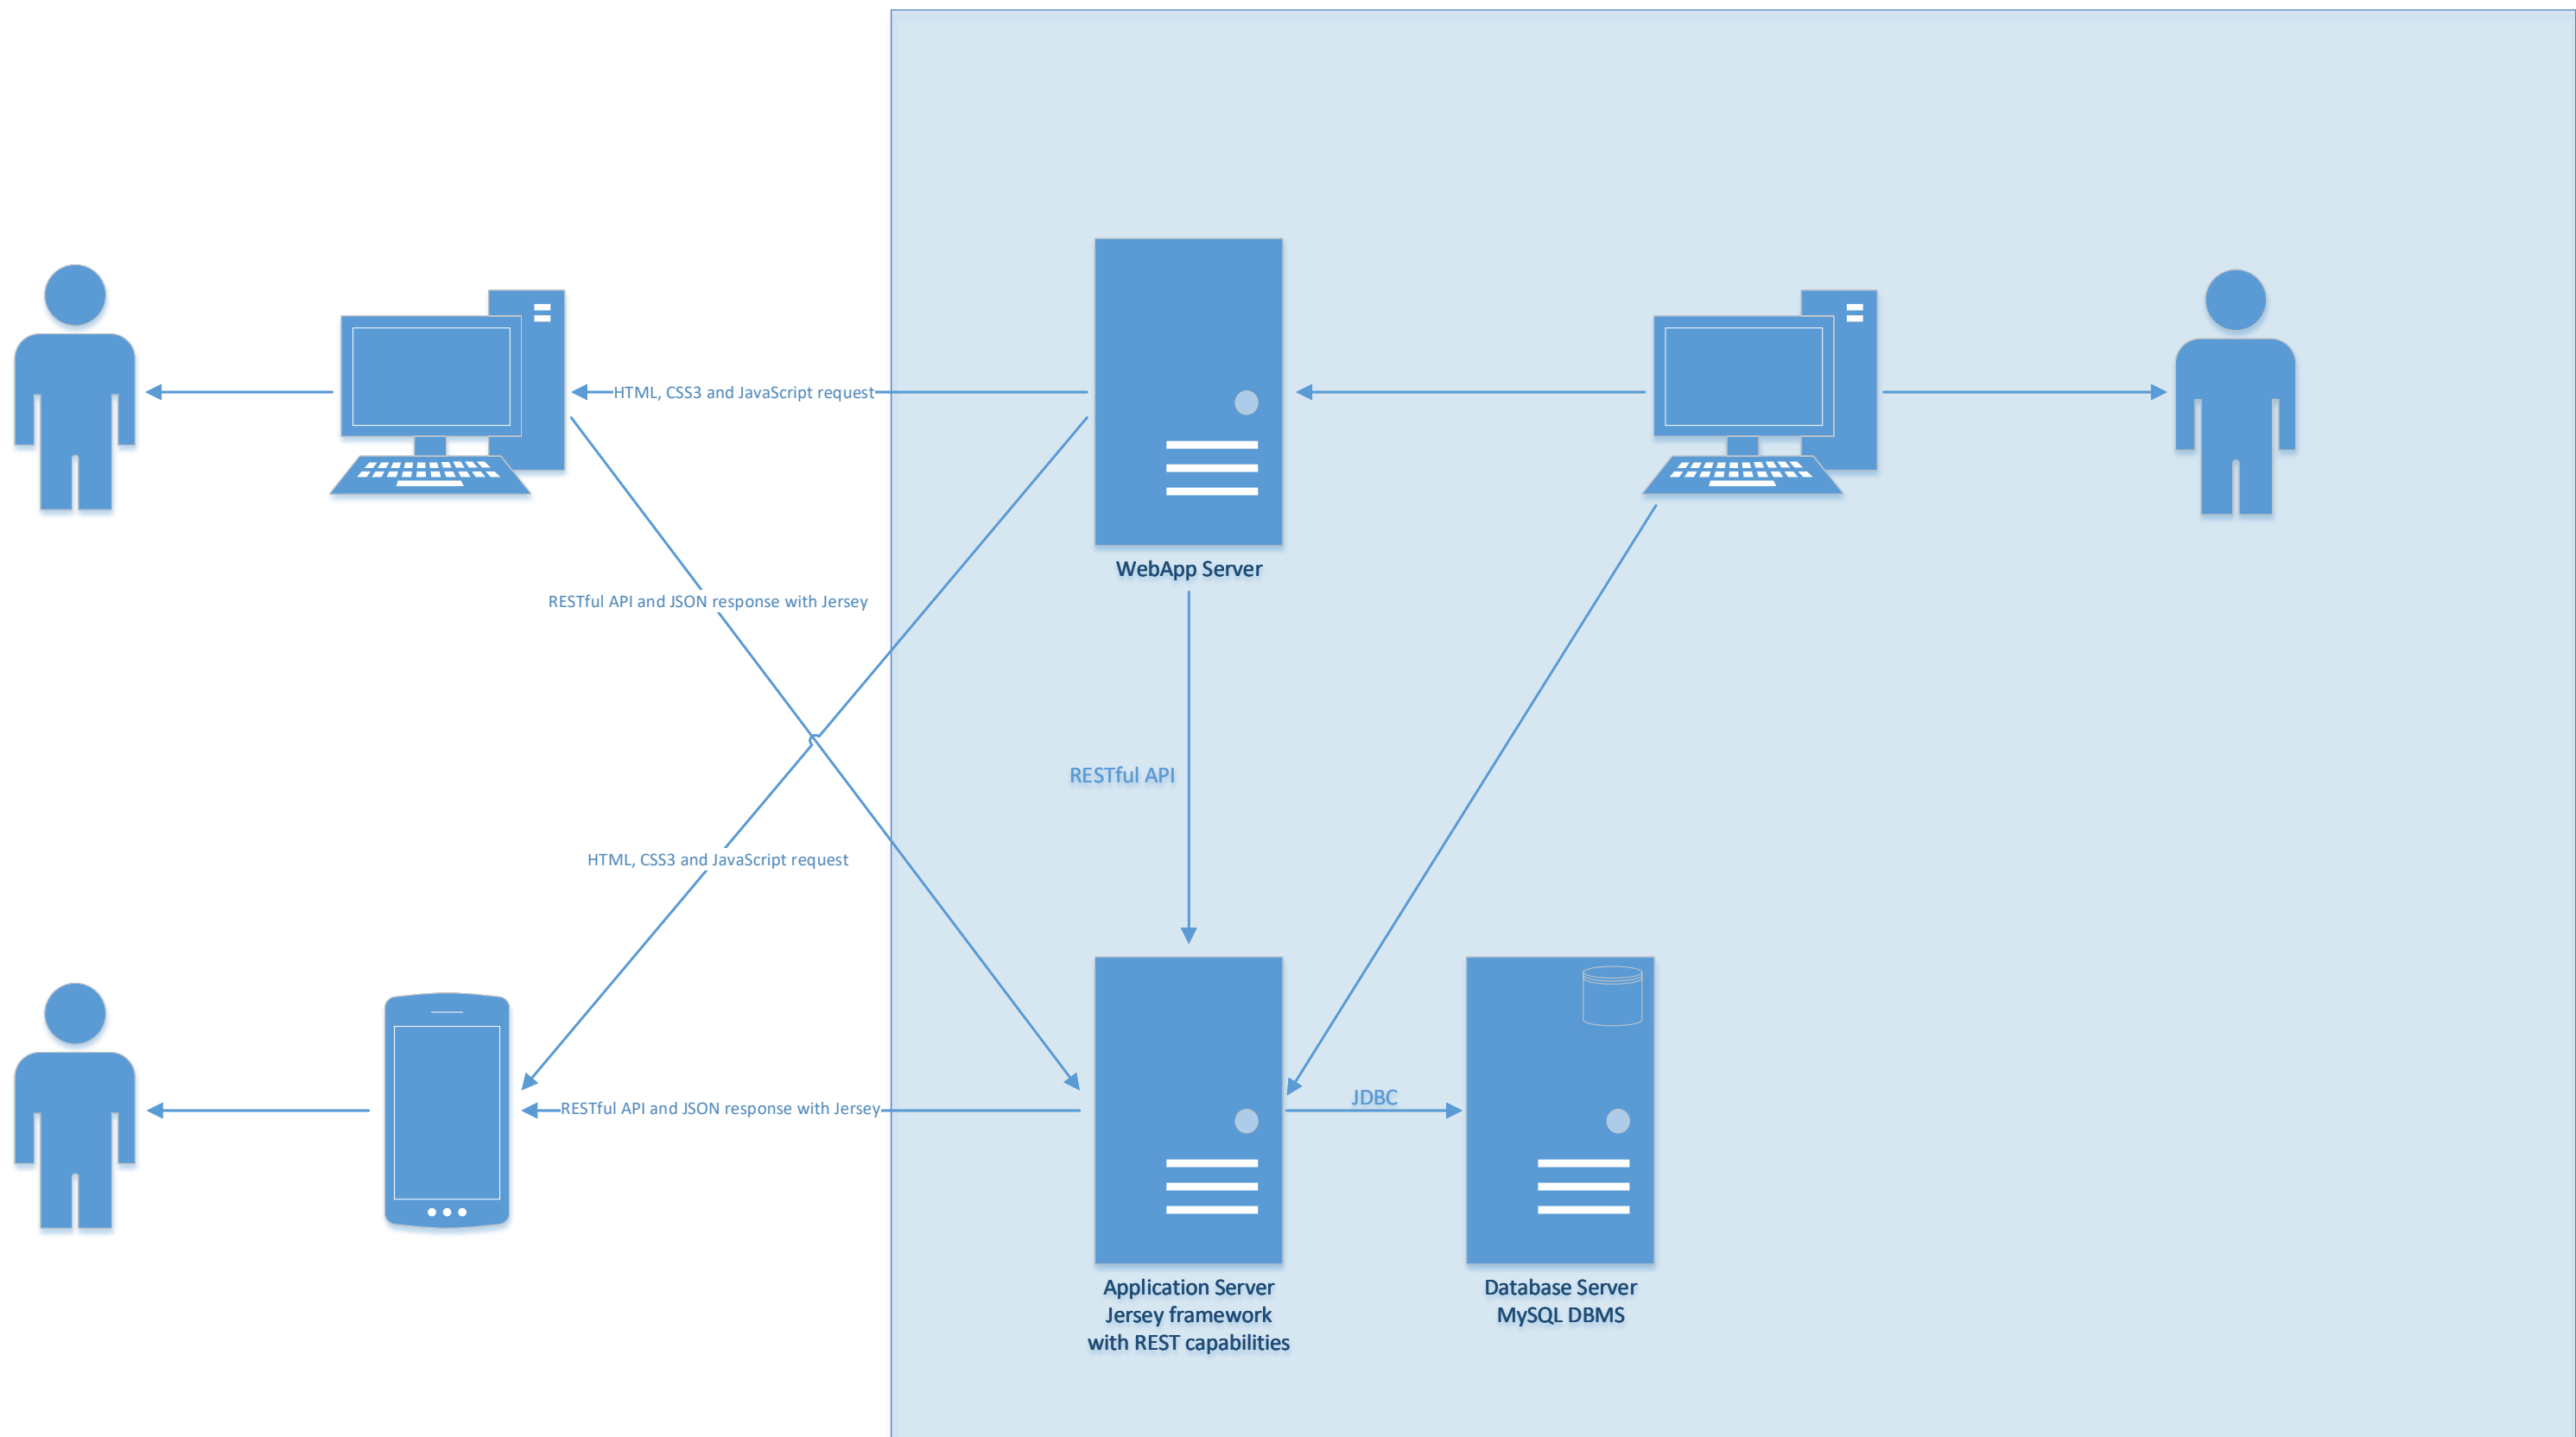 HTML, CSS3 and JavaScript request
WebApp Server
RESTful API and JSON response with Jersey
RESTful API
HTML, CSS3 and JavaScript request
JDBC
RESTful API and JSON response with Jersey
Application Server
Jersey framework
with REST capabilities
Database Server
MySQL DBMS